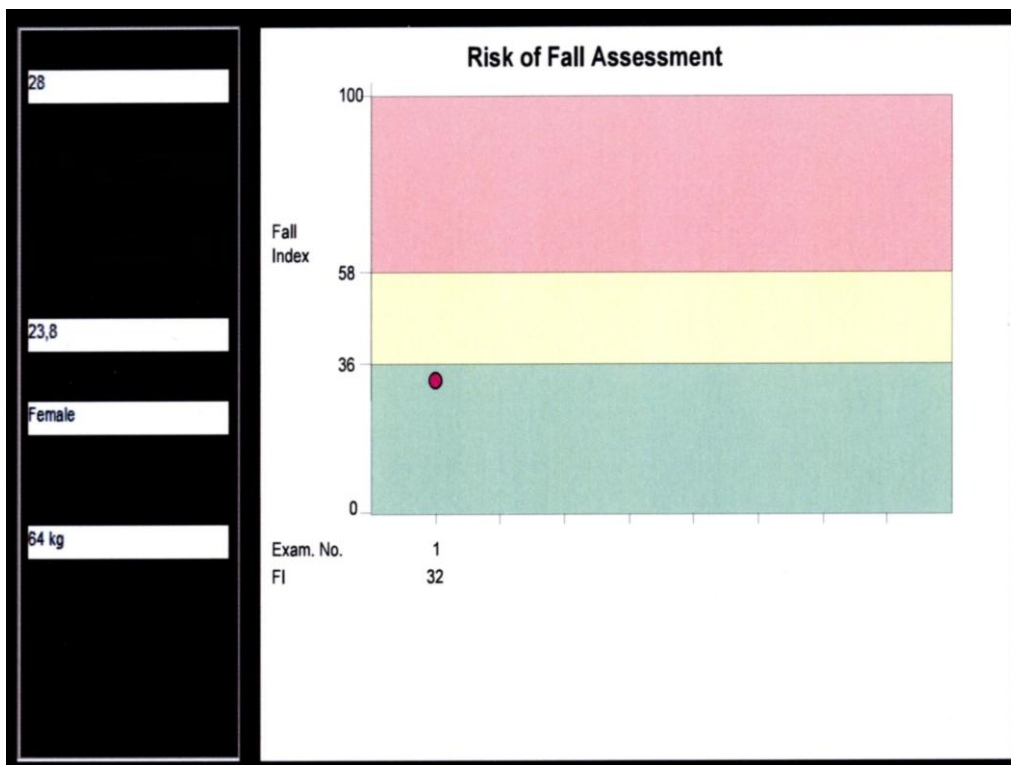 28
23,8
Female
64 kg
Risk of Fall Assessment
100
Fall
Index
58
36
0
Exam. No. 1
FI 32